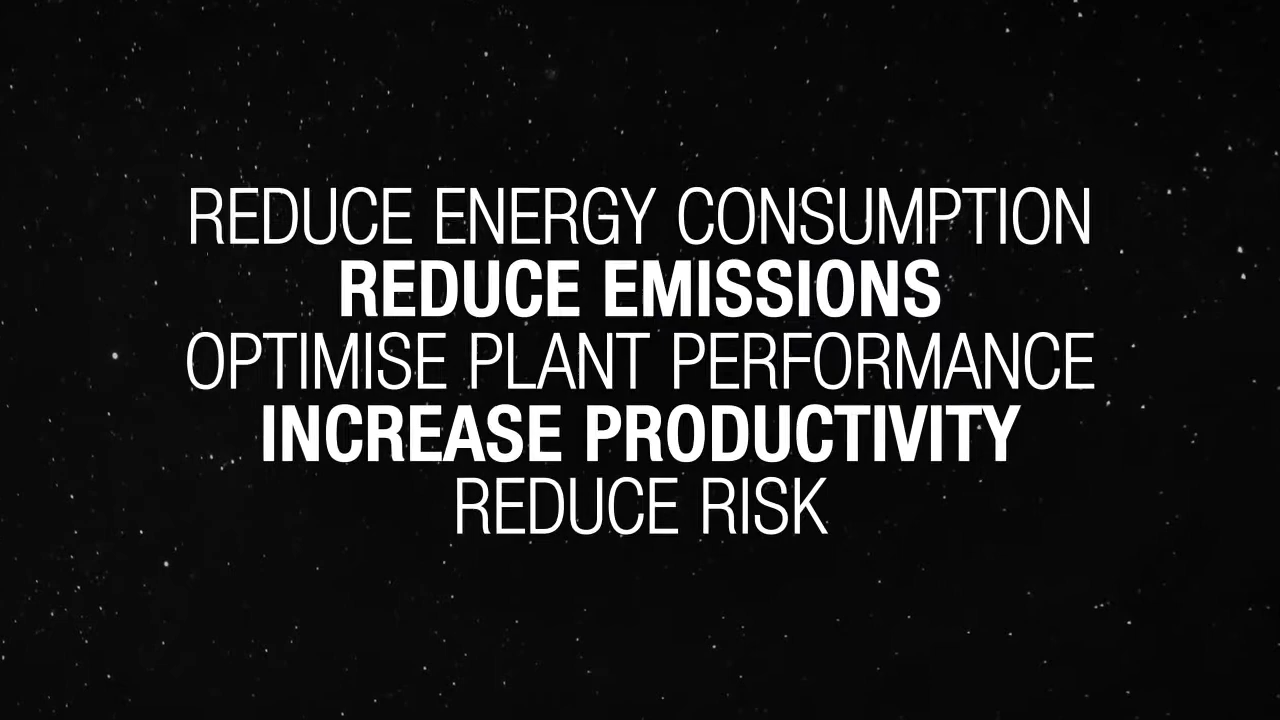 REDUCE ENERGY CONSUMPTION
REDUCE EMISSIONS
OPTIMISE PLANT PERFORMANCE
INCREASE PRODUCTIVITY
REDUCE RISK